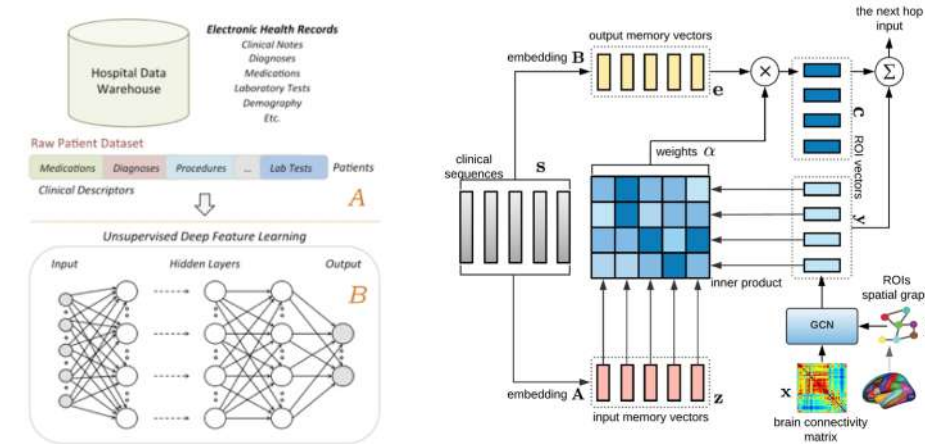 Electronic Health Records
Clinical Notes
Diagnoses
Medications
Laboratory Tests
Demography
Etc.
Hospital Data
Warehouse
Raw Patient Dataset
Medications Diagnoses Procedures ... Lab Tests Patients
Clinical Descriptors
A
Unsupervised Deep Feature Learning
Input Hidden Layers Output
B
the next hop
input
output memory vectors
embedding B
e
×
Σ
c
ROI vectors
weights α
clinical
sequences
s
y
inner product
ROIs
spatial graph
GCN
embedding A
z
input memory vectors
x
brain connectivity
matrix